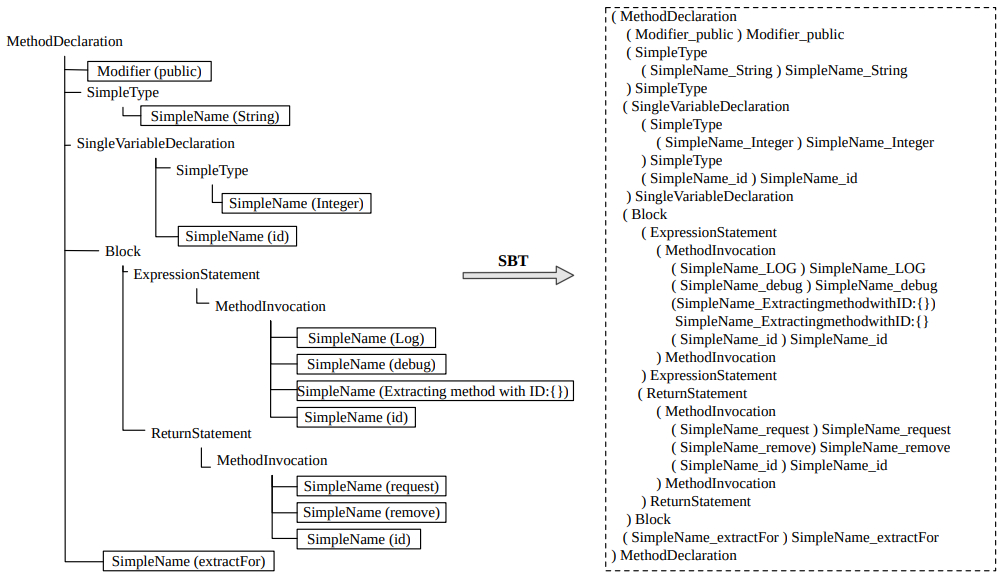 MethodDeclaration
Modifier (public)
SimpleType
SimpleName (String)
SingleVariableDeclaration
SimpleType
SimpleName (Integer)
SimpleName (id)
Block
ExpressionStatement
MethodInvocation
SimpleName (Log)
SimpleName (debug)
SimpleName (Extracting method with ID:{})
SimpleName (id)
ReturnStatement
MethodInvocation
SimpleName (request)
SimpleName (remove)
SimpleName (id)
SimpleName (extractFor)
SBT
( MethodDeclaration
( Modifier_public ) Modifier_public
( SimpleType
( SimpleName_String ) SimpleName_String
) SimpleType
( SingleVariableDeclaration
( SimpleType
( SimpleName_Integer ) SimpleName_Integer
) SimpleType
( SimpleName_id ) SimpleName_id
) SingleVariableDeclaration
( Block
( ExpressionStatement
( MethodInvocation
( SimpleName_LOG ) SimpleName_LOG
( SimpleName_debug ) SimpleName_debug
(SimpleName_ExtractingmethodwithID:{})
SimpleName_ExtractingmethodwithID:{}
( SimpleName_id ) SimpleName_id
) MethodInvocation
) ExpressionStatement
( ReturnStatement
( MethodInvocation
( SimpleName_request ) SimpleName_request
( SimpleName_remove) SimpleName_remove
( SimpleName_id ) SimpleName_id
) MethodInvocation
) ReturnStatement
) Block
( SimpleName_extractFor ) SimpleName_extractFor
) MethodDeclaration